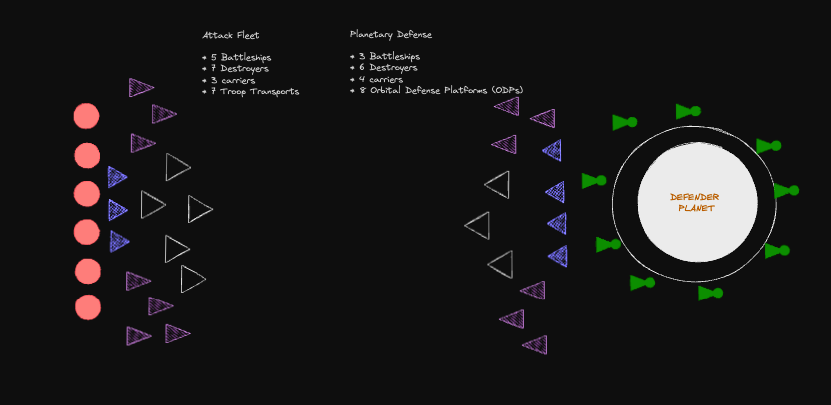 Attack Fleet
* 5 Battleships
* 7 Destroyers
* 3 carriers
* 7 Troop Transports
Planetary Defense
* 3 Battleships
* 6 Destroyers
* 4 carriers
* 8 Orbital Defense Platforms (ODPs)
DEFENDER
PLANET